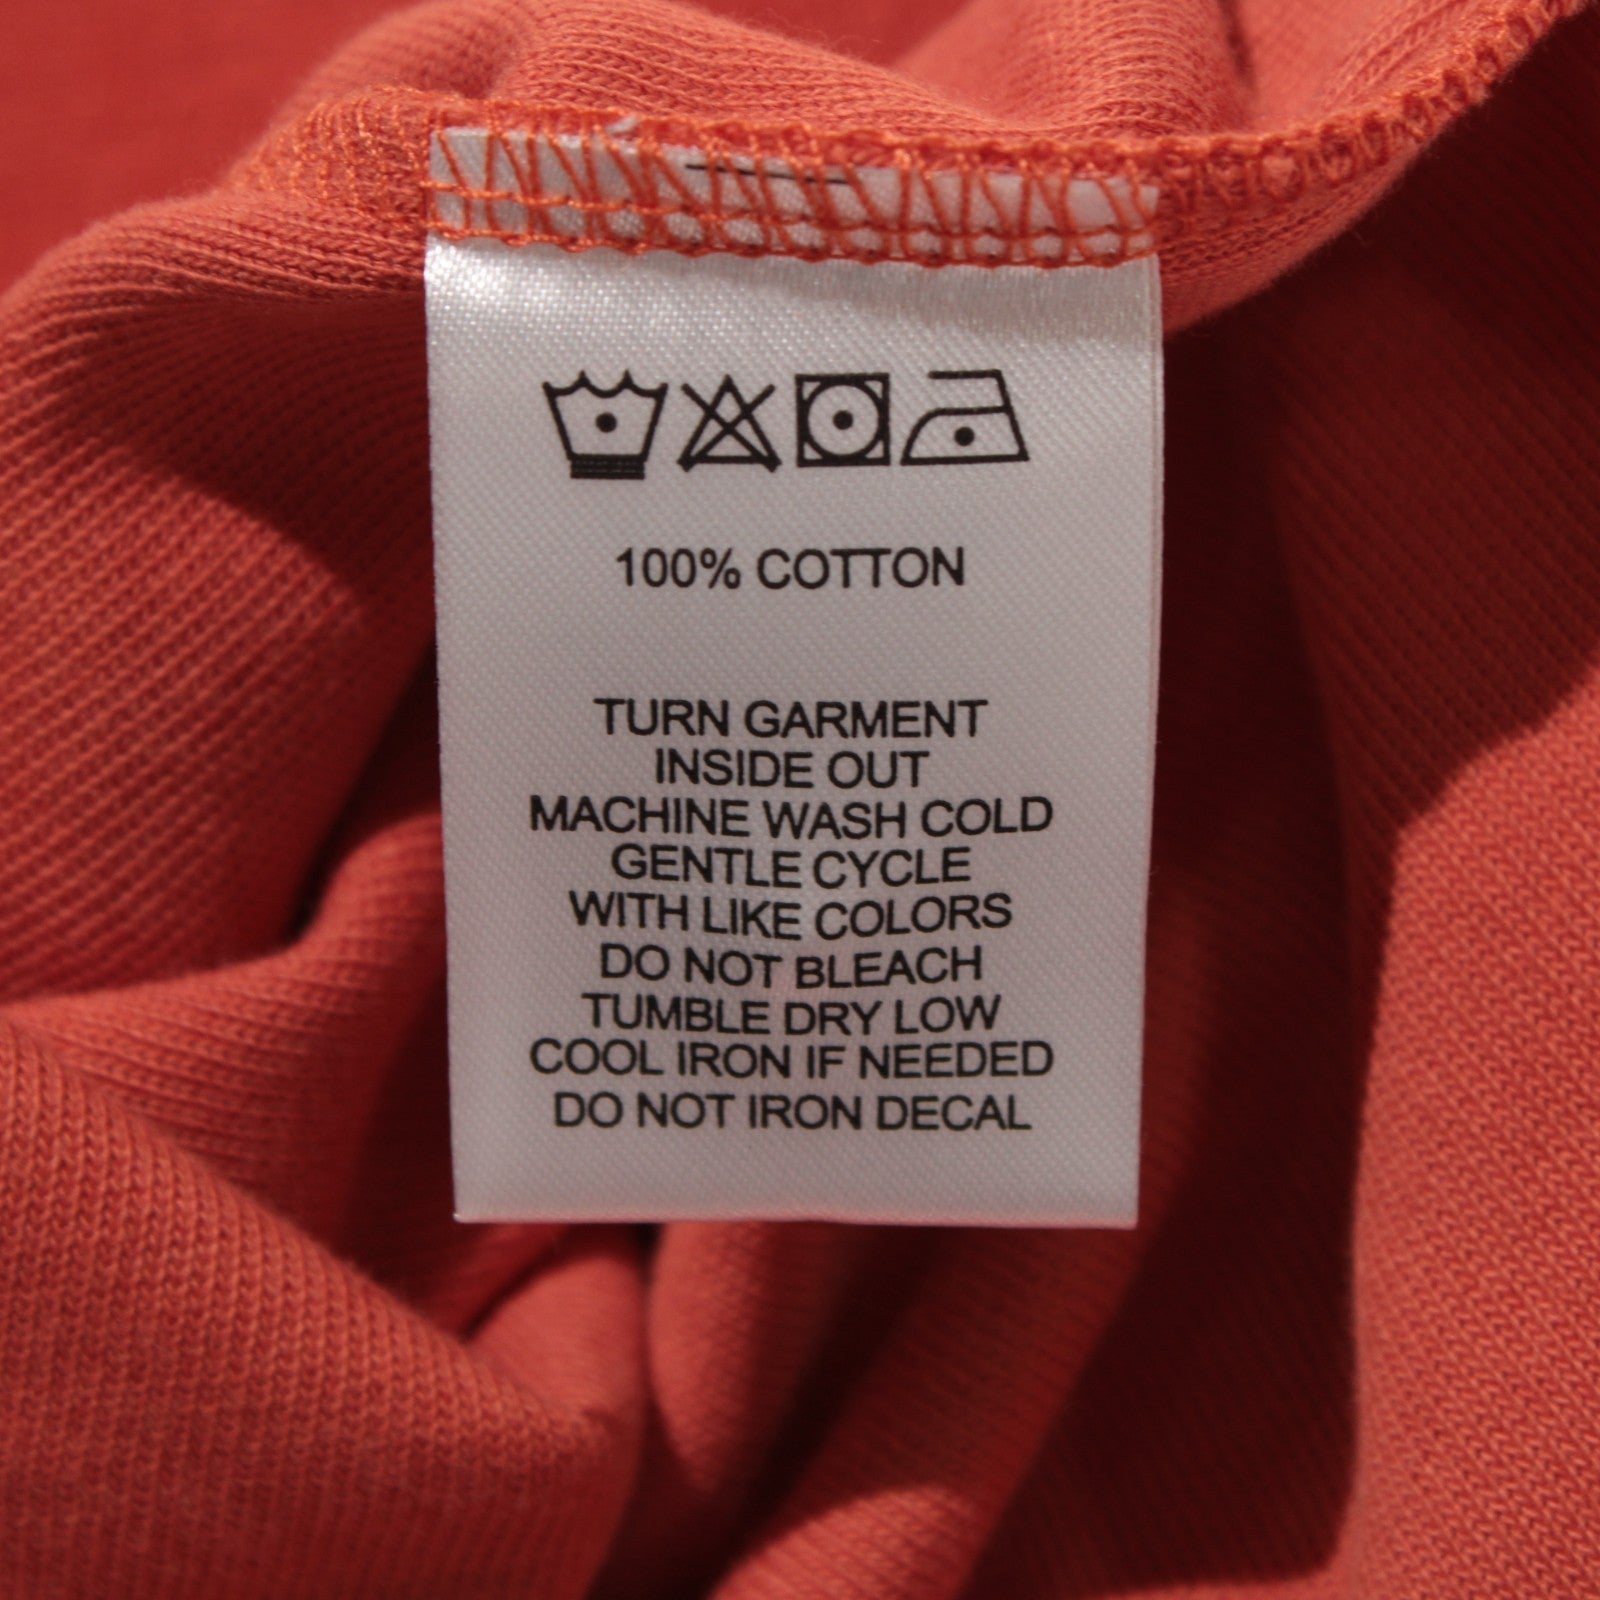 100% COTTON
TURN GARMENT
INSIDE OUT
MACHINE WASH COLD
GENTLE CYCLE
WITH LIKE COLORS
DO NOT BLEACH
TUMBLE DRY LOW
COOL IRON IF NEEDED
DO NOT IRON DECAL